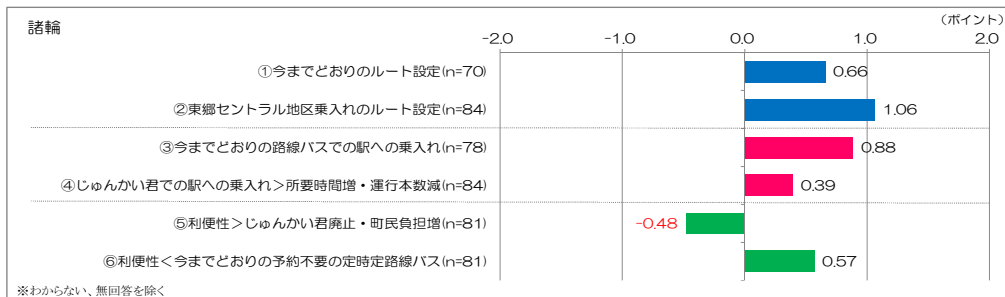 諸輪
(ポイント)
-2.0 -1.0 0.0 1.0 2.0
①今までどおりのルート設定(n=70) 0.66
②東郷セントラル地区乗入れのルート設定(n=84) 1.06
③今までどおりの路線バスでの駅への乗入れ(n=78) 0.88
④じゅんかい君での駅への乗入れ＞所要時間増・運行本数減(n=84) 0.39
⑤利便性＞じゅんかい君廃止・町民負担増(n=81) -0.48
⑥利便性＜今までどおりの予約不要の定時定路線バス(n=81) 0.57
※わからない、無回答を除く